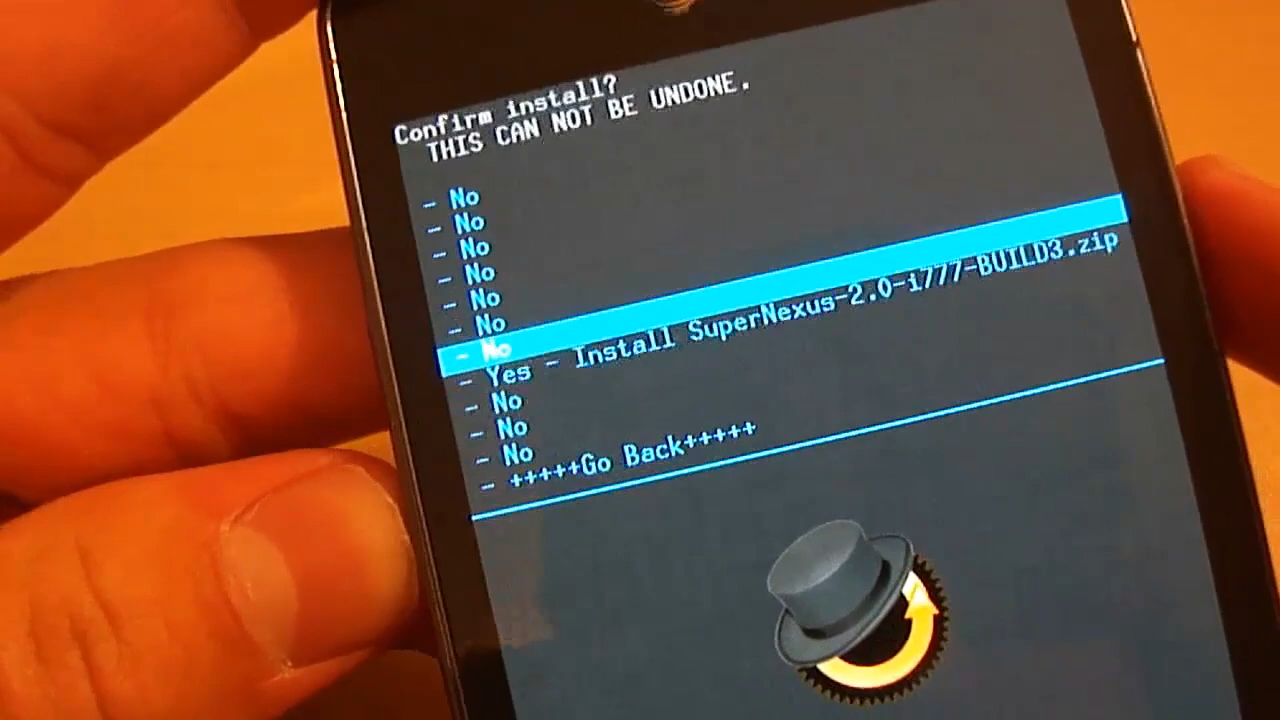 Confirm install?
THIS CAN NOT BE UNDONE.
- No
- No
- No
- No
- No
- No
- No
- Yes - Install SuperNexus-2.0-i777-BUILD3.zip
- No
- No
- No
- +++++Go Back+++++